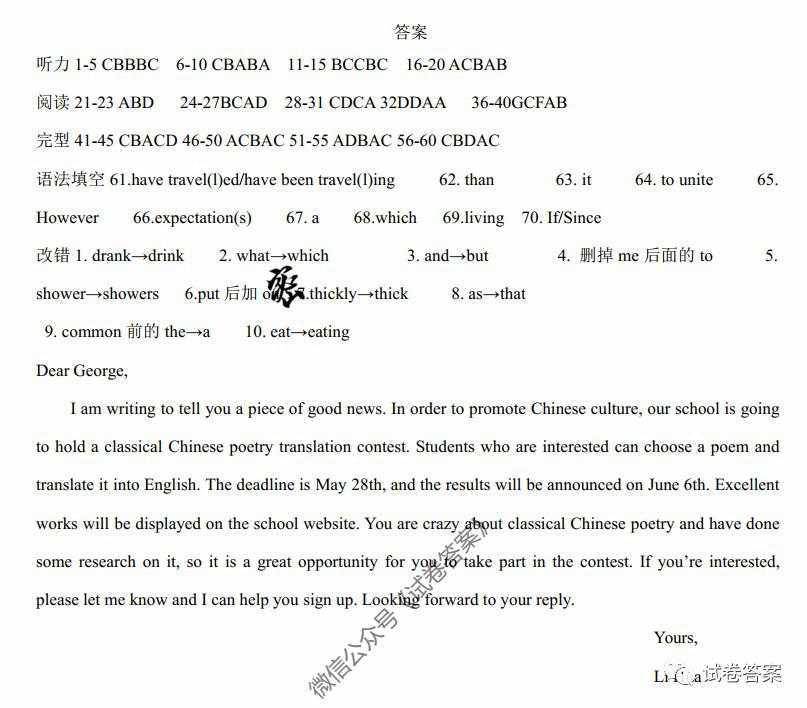 答案
听力 1-5 CBBBC 6-10 CBABA 11-15 BCCBC 16-20 ACBAB
阅读 21-23 ABD 24-27BCAD 28-31 CDCA 32DDAA 36-40GCFAB
完型 41-45 CBACD 46-50 ACBAC 51-55 ADBAC 56-60 CBDAC
语法填空 61.have travel(l)ed/have been travel(l)ing 62. than 63. it 64. to unite 65.
However 66.expectation(s) 67. a 68.which 69.living 70. If/Since
改错 1. drank→drink 2. what→which 3. and→but 4. 删掉 me 后面的 to 5.
shower→showers 6.put 后加 .thickly→thick 8. as→that
9. common 前的 the→a 10. eat→eating
Dear George,
I am writing to tell you a piece of good news. In order to promote Chinese culture, our school is going
to hold a classical Chinese poetry translation contest. Students who are interested can choose a poem and
translate it into English. The deadline is May 28th, and the results will be announced on June 6th. Excellent
works will be displayed on the school website. You are crazy about classical Chinese poetry and have done
some research on it, so it is a great opportunity for you to take part in the contest. If you're interested,
please let me know and I can help you sign up. Looking forward to your reply.
Yours,
Li
微信公众号《试卷答案》
试卷答案